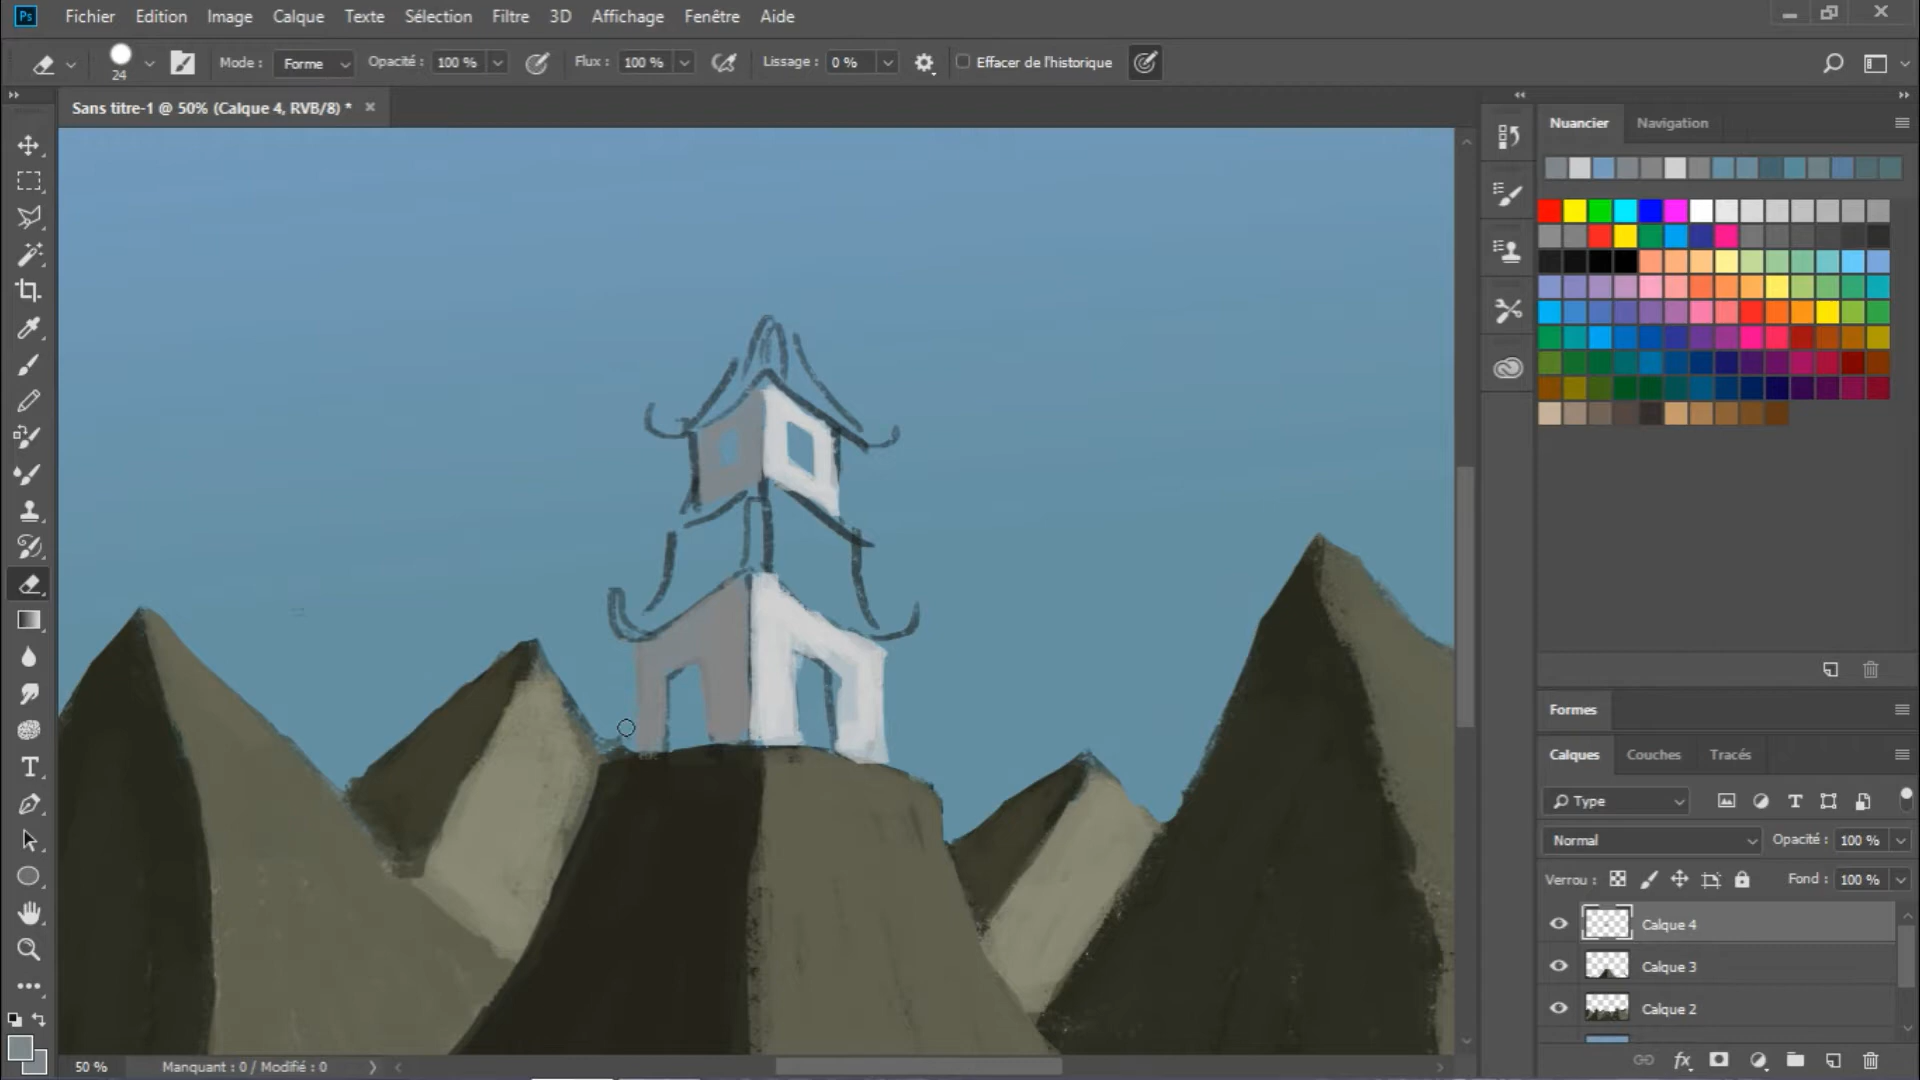 Ps Fichier Edition Image Calque Texte Sélection Filtre 3D Affichage Fenêtre Aide
24 Mode : Forme Opacité : 100 % Flux : 100 % Lissage : 0 % Effacer de l'historique
Sans titre-1 @ 50% (Calque 4, RVB/8) *
Nuancier Navigation
Formes
Calques Couches Tracés
Type
Normal Opacité : 100 %
Verrou : Fond : 100 %
Calque 4
Calque 3
Calque 2
50 % Manquant : 0 / Modifié : 0